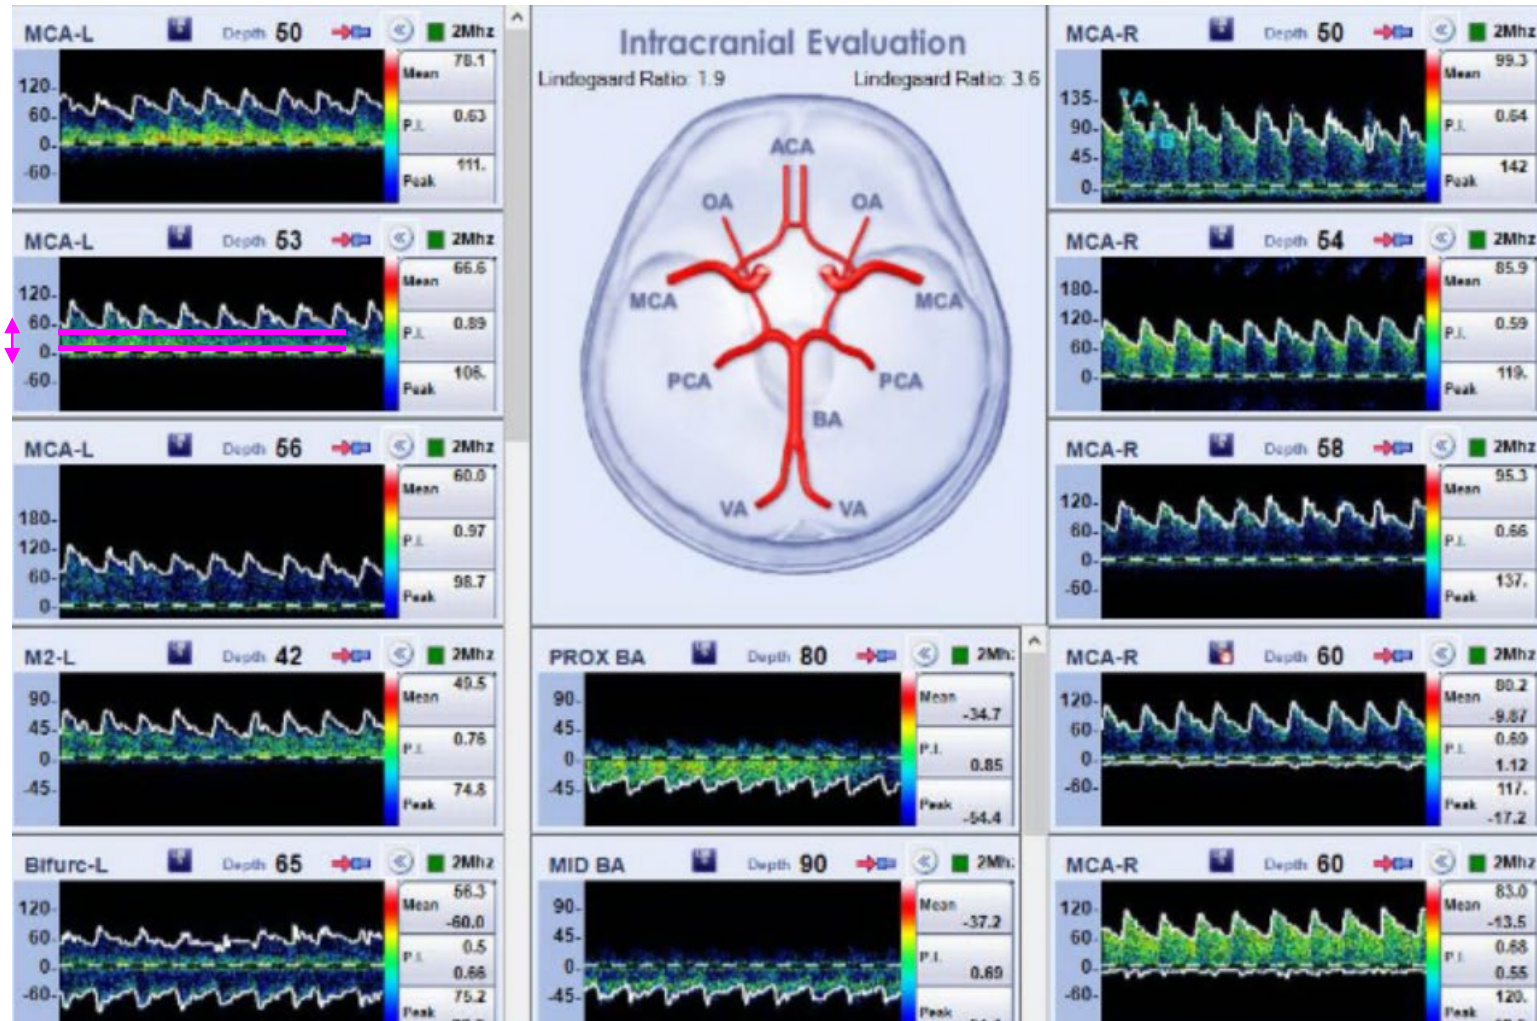 MCA-L Depth 50 2Mhz
120
60
0
-60
Mean 78.1
P.I. 0.63
Peak 111.
MCA-L Depth 53 2Mhz
120
60
0
-60
Mean 66.6
P.I. 0.89
Peak 106.
MCA-L Depth 56 2Mhz
180
120
60
0
Mean 60.0
P.I. 0.97
Peak 98.7
M2-L Depth 42 2Mhz
90
45
0
-45
Mean 49.5
P.I. 0.76
Peak 74.8
Bifurc-L Depth 65 2Mhz
120
60
0
-60
Mean 56.3
-60.0
P.I. 0.5
0.66
Peak 75.2
Intracranial Evaluation
Lindegaard Ratio: 1.9 Lindegaard Ratio: 3.6
ACA
OA OA
MCA MCA
PCA PCA
BA
VA VA
PROX BA Depth 80 2Mh:
90
45
0
-45
Mean -34.7
P.I. 0.85
Peak -54.4
MID BA Depth 90 2Mh:
90
45
0
-45
Mean -37.2
P.I. 0.69
MCA-R Depth 50 2Mhz
135
90
45
0
A
B
Mean 99.3
P.I. 0.64
Peak 142
MCA-R Depth 54 2Mhz
180
120
60
0
Mean 85.9
P.I. 0.59
Peak 119.
MCA-R Depth 58 2Mhz
120
60
0
-60
Mean 95.3
P.I. 0.66
Peak 137.
MCA-R Depth 60 2Mhz
120
60
0
-60
Mean 80.2
-9.87
P.I. 0.69
1.12
Peak 117.
-17.2
MCA-R Depth 60 2Mhz
120
60
0
-60
Mean 83.0
-13.5
P.I. 0.68
0.55
Peak 120.